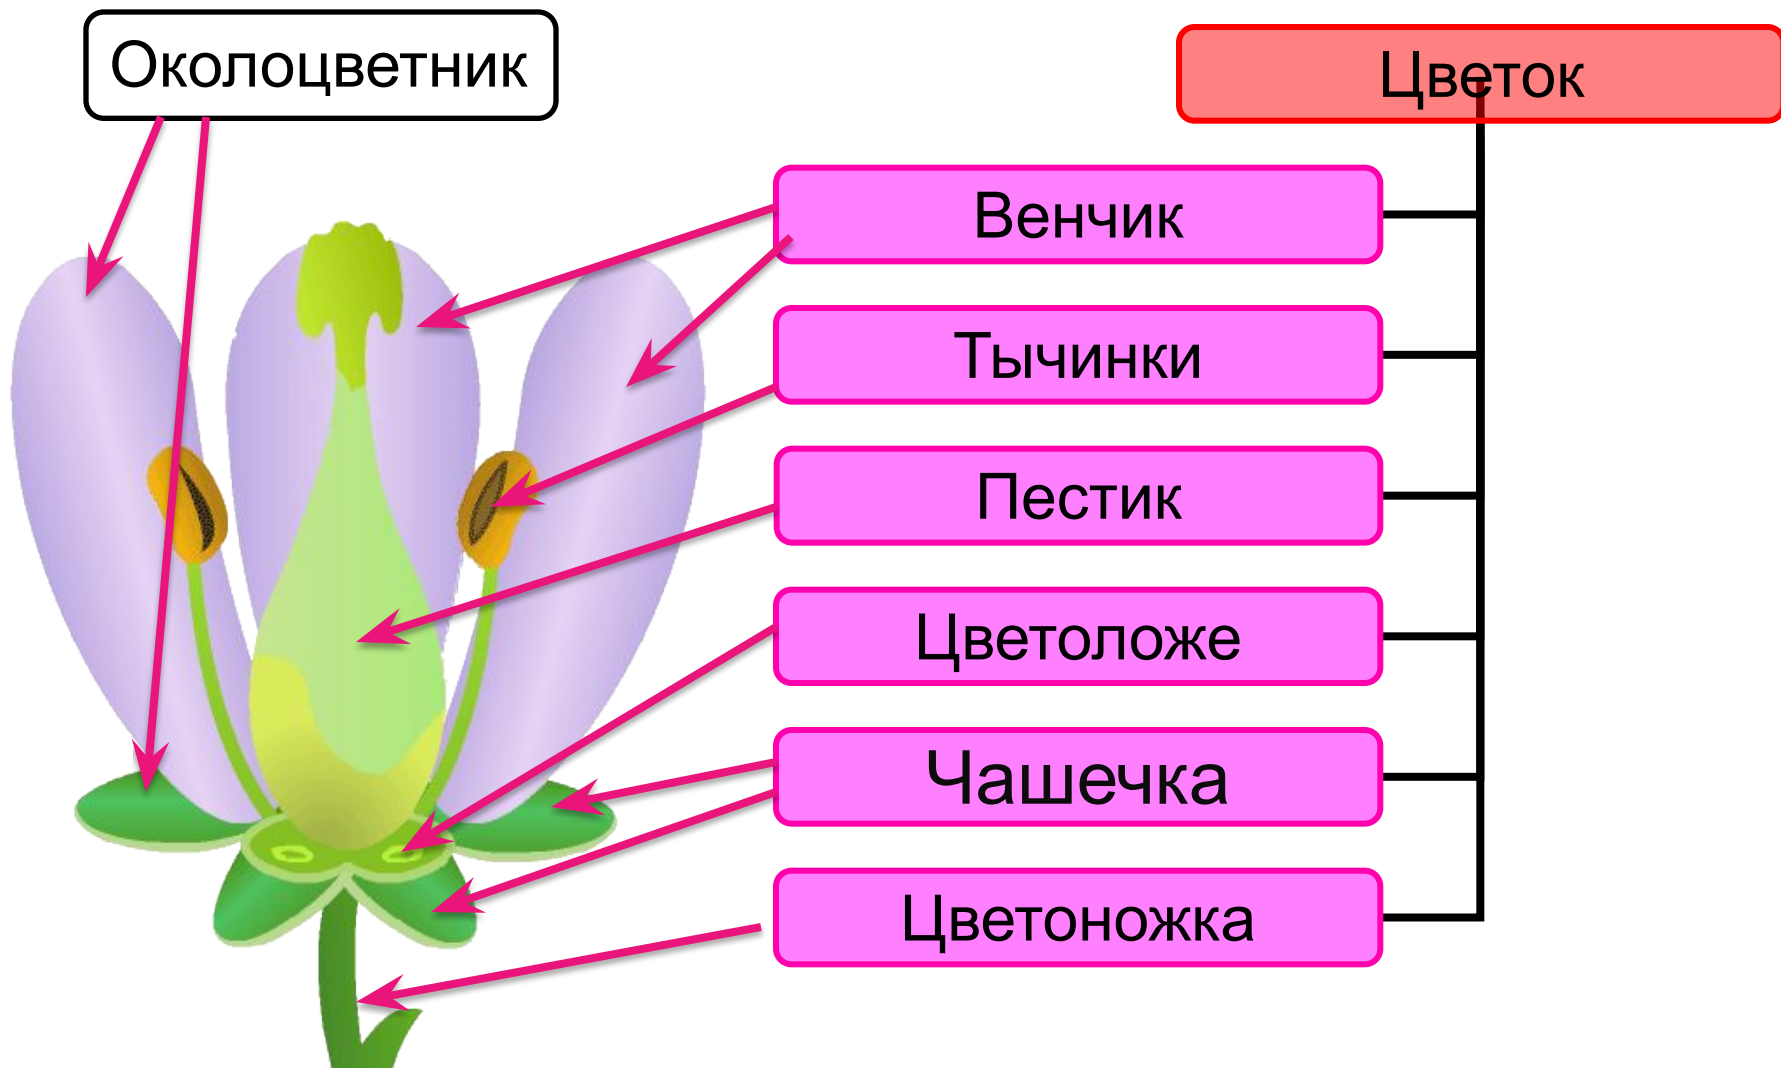 Околоцветник
Цветок
Венчик
Тычинки
Пестик
Цветоложе
Чашечка
Цветоножка